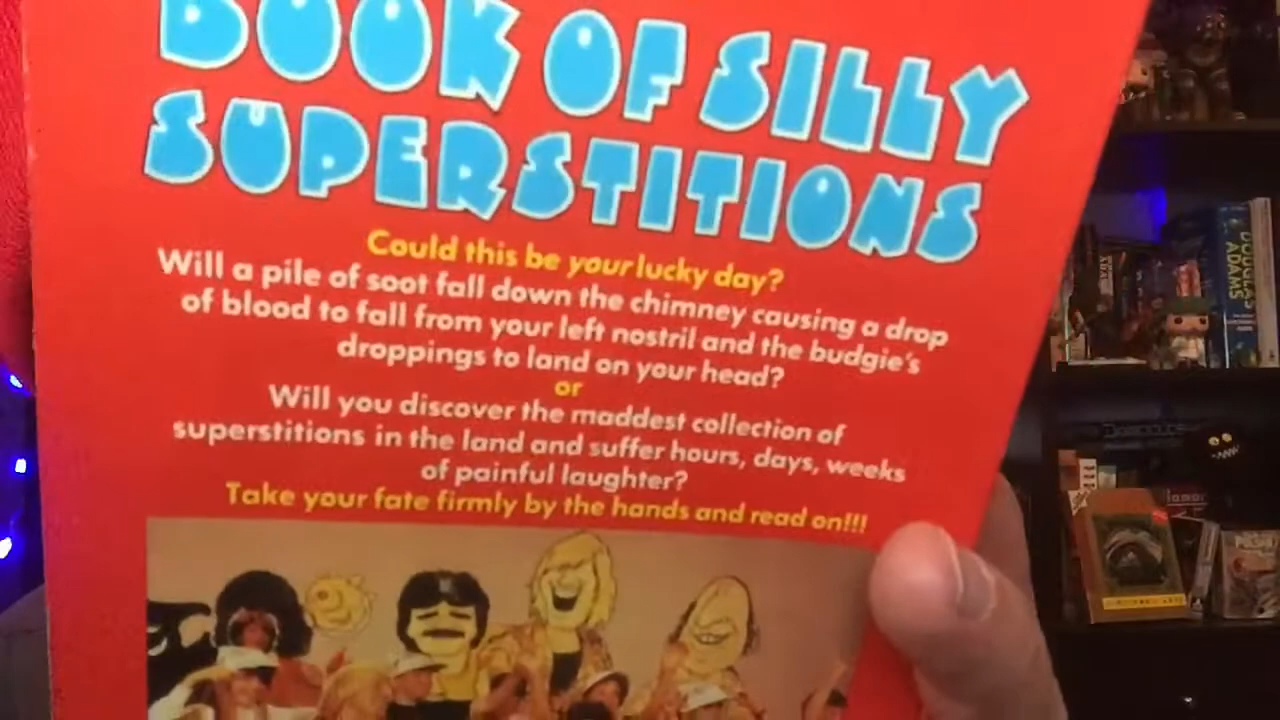 BOOK OF SILLY
SUPERSTITIONS
Could this be your lucky day?
Will a pile of soot fall down the chimney causing a drop
of blood to fall from your left nostril and the budgie's
droppings to land on your head?
or
Will you discover the maddest collection of
superstitions in the land and suffer hours, days, weeks
of painful laughter?
Take your fate firmly by the hands and read on!!!
DOUGLAS
ADAMS